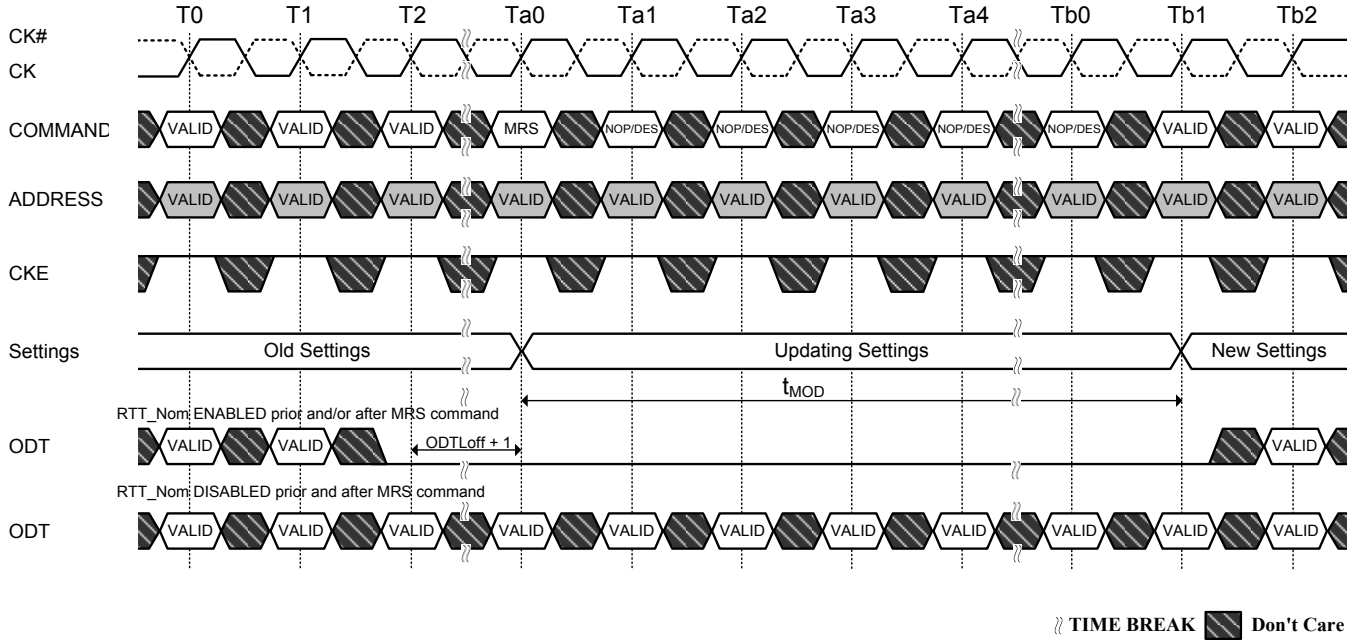 T0 T1 T2 Ta0 Ta1 Ta2 Ta3 Ta4 Tb0 Tb1 Tb2
CK#
CK
COMMAND VALID VALID VALID MRS NOP/DES NOP/DES NOP/DES NOP/DES NOP/DES VALID VALID
ADDRESS VALID VALID VALID VALID VALID VALID VALID VALID VALID VALID VALID
CKE
Settings Old Settings Updating Settings New Settings
tMOD
RTT_Nom ENABLED prior and/or after MRS command
ODT VALID VALID ODTLoff + 1 VALID
RTT_Nom DISABLED prior and after MRS command
ODT VALID VALID VALID VALID VALID VALID VALID VALID VALID VALID VALID
TIME BREAK Don't Care